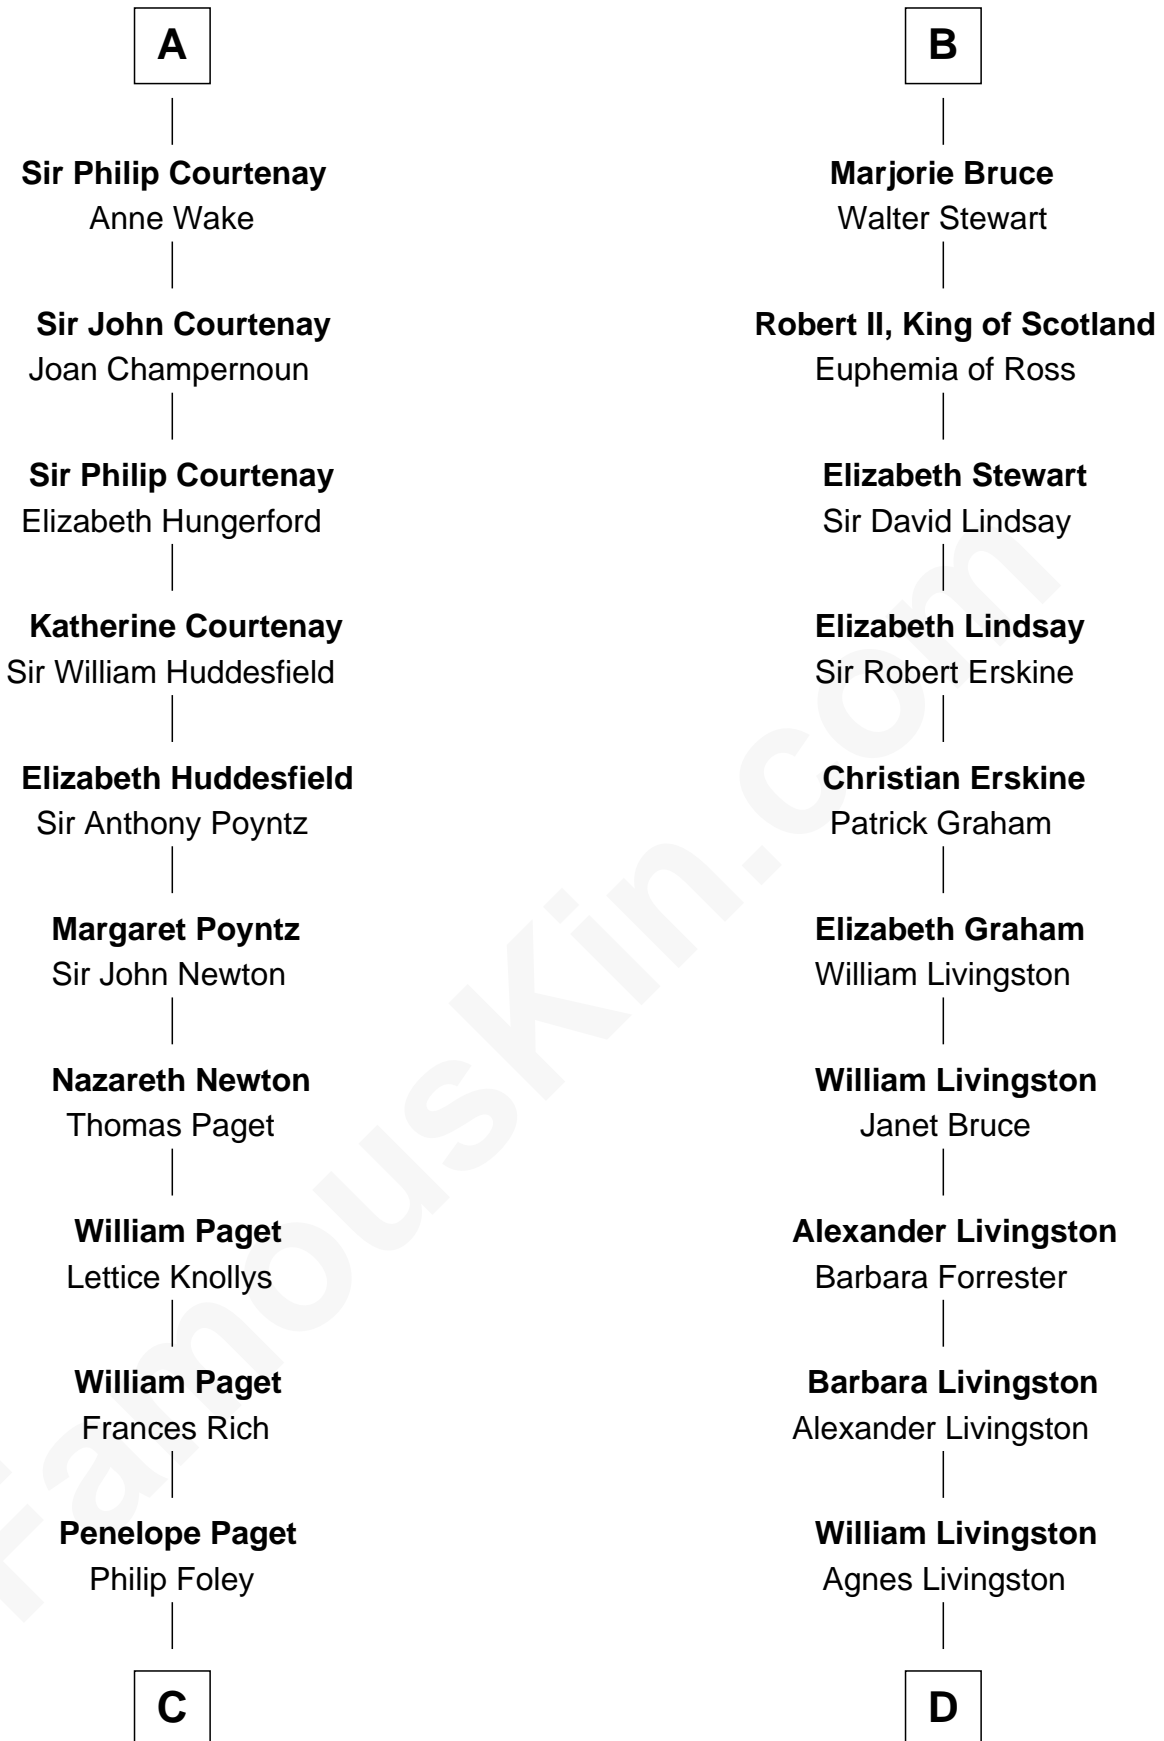 A
Sir Philip Courtenay
Anne Wake
Sir John Courtenay
Joan Champernoun
Sir Philip Courtenay
Elizabeth Hungerford
Katherine Courtenay
Sir William Huddesfield
Elizabeth Huddesfield
Sir Anthony Poyntz
Margaret Poyntz
Sir John Newton
Nazareth Newton
Thomas Paget
William Paget
Lettice Knollys
William Paget
Frances Rich
Penelope Paget
Philip Foley
C
B
Marjorie Bruce
Walter Stewart
Robert II, King of Scotland
Euphemia of Ross
Elizabeth Stewart
Sir David Lindsay
Elizabeth Lindsay
Sir Robert Erskine
Christian Erskine
Patrick Graham
Elizabeth Graham
William Livingston
William Livingston
Janet Bruce
Alexander Livingston
Barbara Forrester
Barbara Livingston
Alexander Livingston
William Livingston
Agnes Livingston
D
FamousKin.com